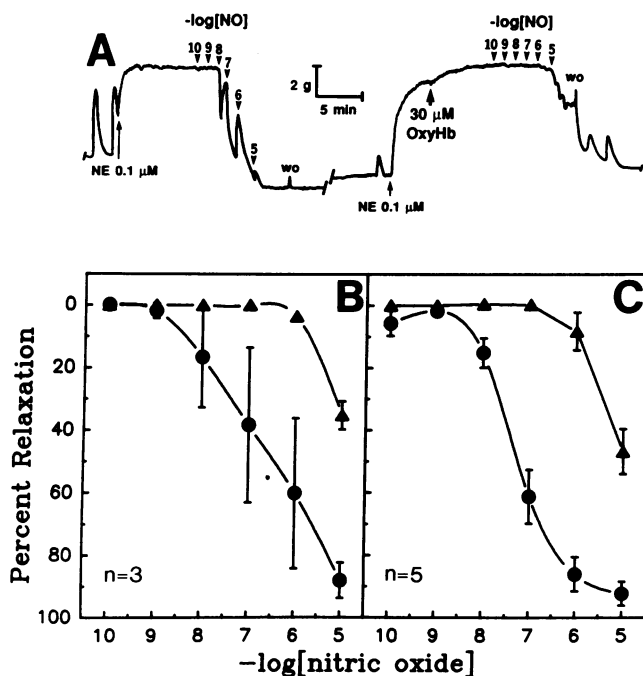 A
-log[NO]
10 9 8
7
6
5
2 g
5 min
NE 0.1 µM
wo
30 µM
OxyHb
NE 0.1 µM
-log[NO]
10 9 8 7 6 5
wo
B
C
Percent Relaxation
0
20
40
60
80
100
n=3
n=5
10 9 8 7 6 5
10 9 8 7 6 5
-log[nitric oxide]